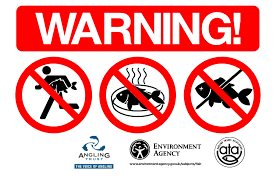 WARNING!
ANGLING
TRUST
THE VOICE OF ANGLING
ENVIRONMENT
AGENCY
ata